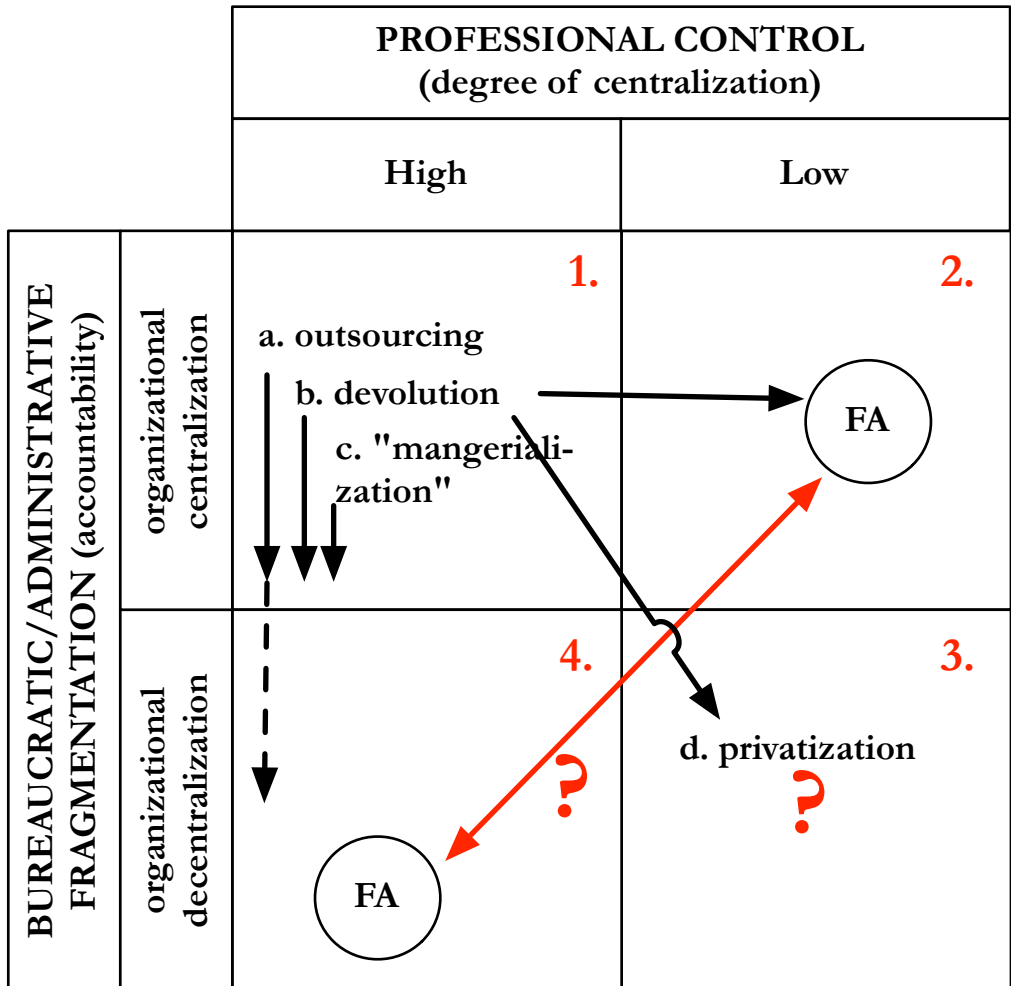 PROFESSIONAL CONTROL
(degree of centralization)
High
Low
BUREAUCRATIC/ADMINISTRATIVE
FRAGMENTATION (accountability)
organizational
centralization
1.
2.
a. outsourcing
b. devolution
c. "mangeriali-
zation"
FA
organizational
decentralization
4.
3.
d. privatization
?
?
FA